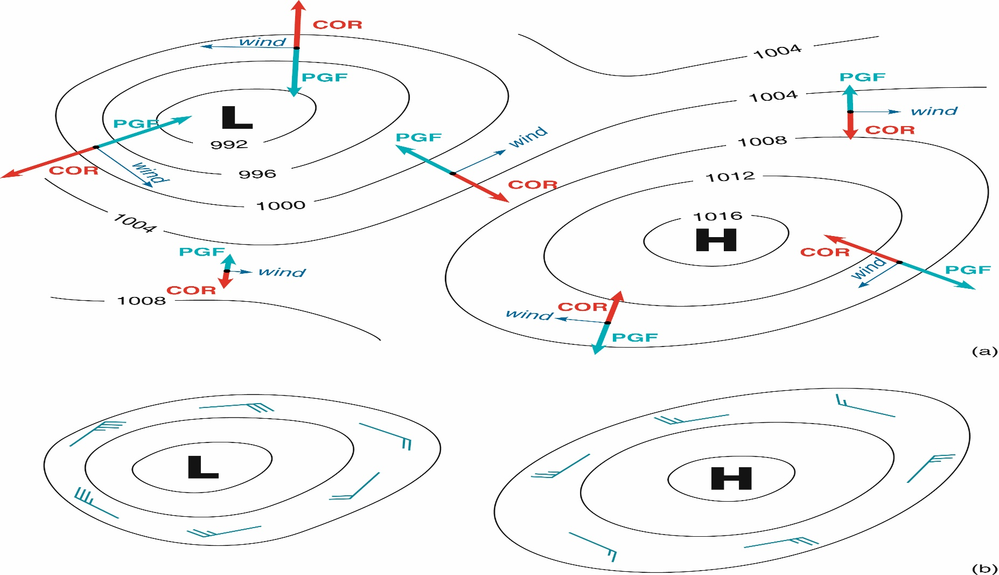 COR
wind
PGF
1004
PGF
1004
wind
PGF
L
COR
wind
PGF
1008
992
COR
wind
996
COR
1012
1000
1004
1016
H
PGF
COR
PGF
wind
wind
COR
1008
COR
wind
PGF
(a)
L
H
(b)